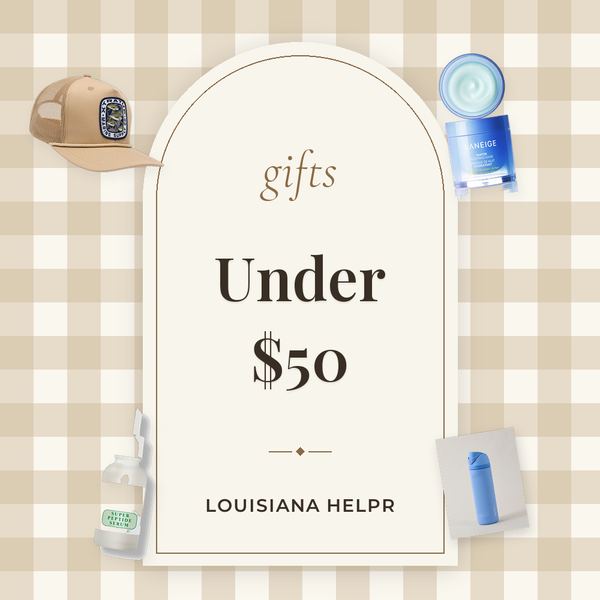 gifts
Under
$50
LOUISIANA HELPR
LANEIGE
SUPER
PEPTIDE
SERUM